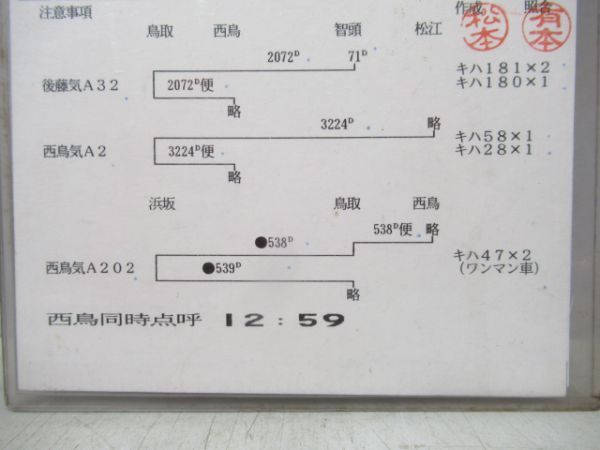 注意事項 作成 照合
松本 有本
鳥取 西鳥 智頭 松江
2072D 71D
後藤気A32 2072D便 キハ181×2
キハ180×1
略
3224D 略
西鳥気A2 3224D便 キハ58×1
キハ28×1
略
浜坂 鳥取 西鳥
538D便 略
●538D
西鳥気A202 ●539D キハ47×2
(ワンマン車)
略
西鳥同時点呼 12:59